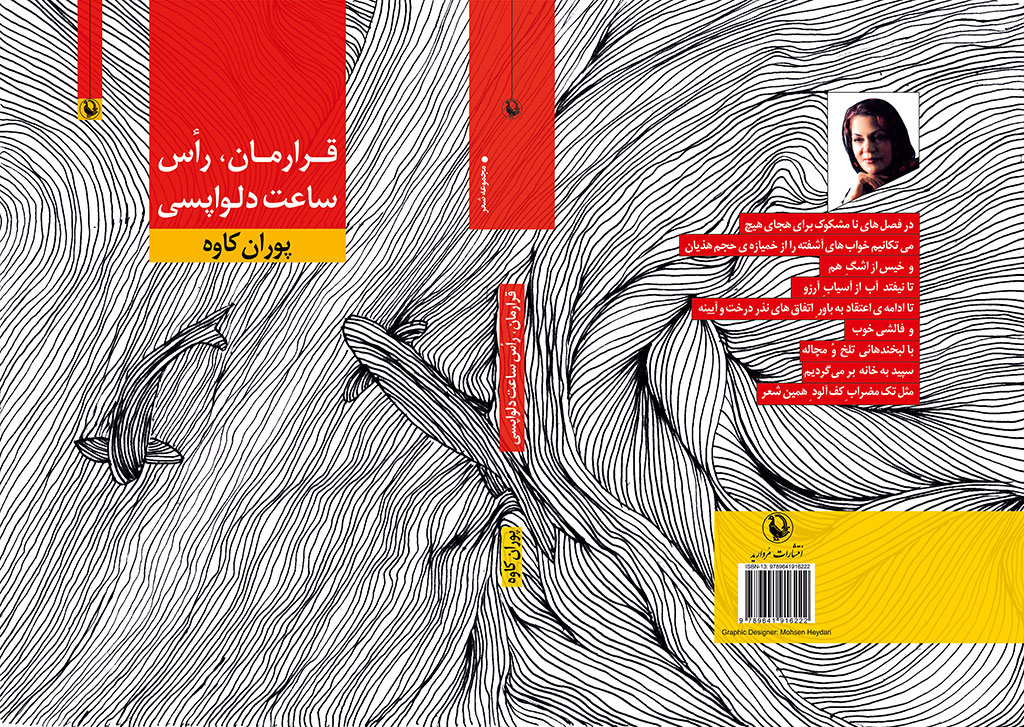 قرارمان، رأس
ساعت دلواپسی
پوران کاوه
مجموعه شعر
قرارمان، رأس ساعت دلواپسی
پوران کاوه
در فصل های نا مشکوک برای هجای هیچ
می تکانیم خواب های آشفته را از خمیازه ی حجم هذیان
و خیس از اشگ ِ هم
تا نیفتد آب از آسیاب ِ آرزو
تا ادامه ی اعتقاد به باور ِ اتفاق های نذر درخت و آیینه
و فالشی خوب
با لبخندهائی تلخ وُ مچاله
سپید به خانه بر می‌گردیم
مثل تک مضراب ِ کف آلود ِ همین شعر
انتشارات مروارید
ISBN-13: 9789641916222
9 789641 916222
Graphic Designer: Mohsen Heydari